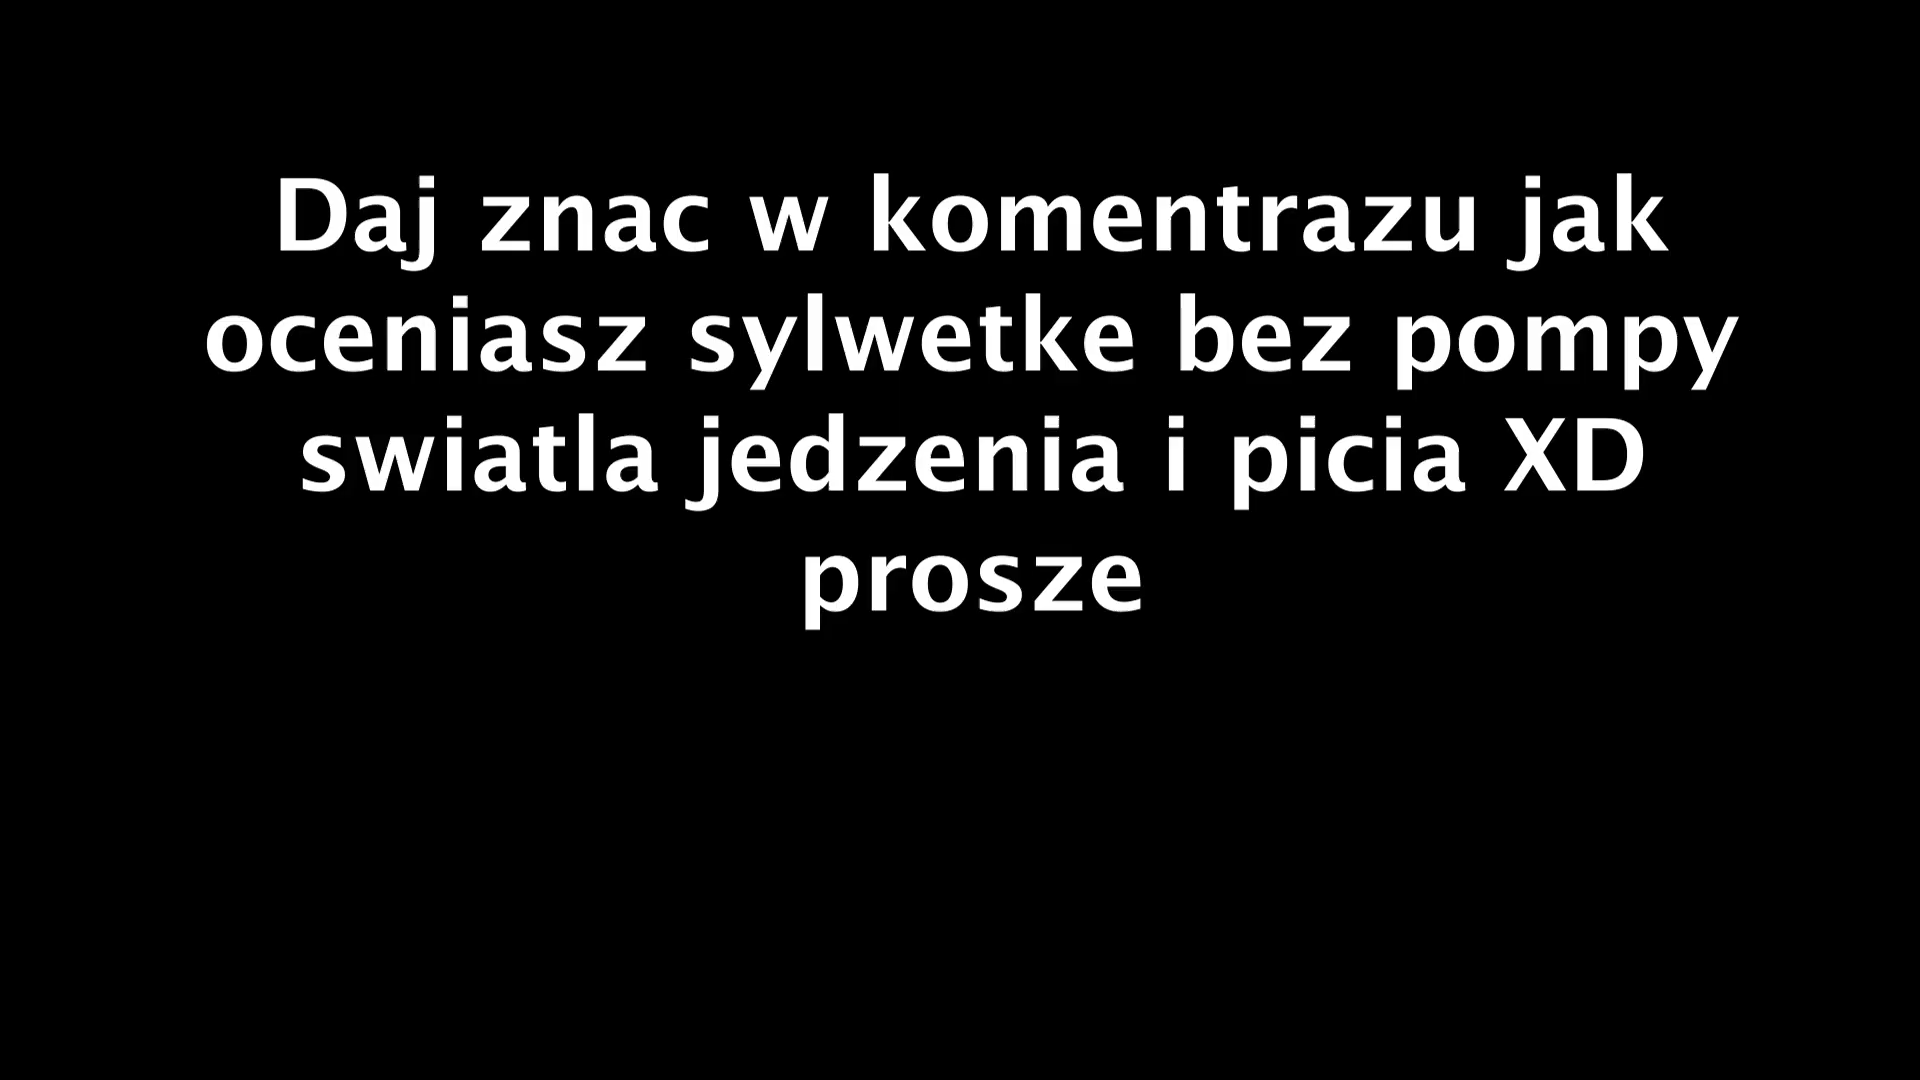 Daj znac w komentrazu jak
oceniasz sylwetke bez pompy
swiatla jedzenia i picia XD
prosze